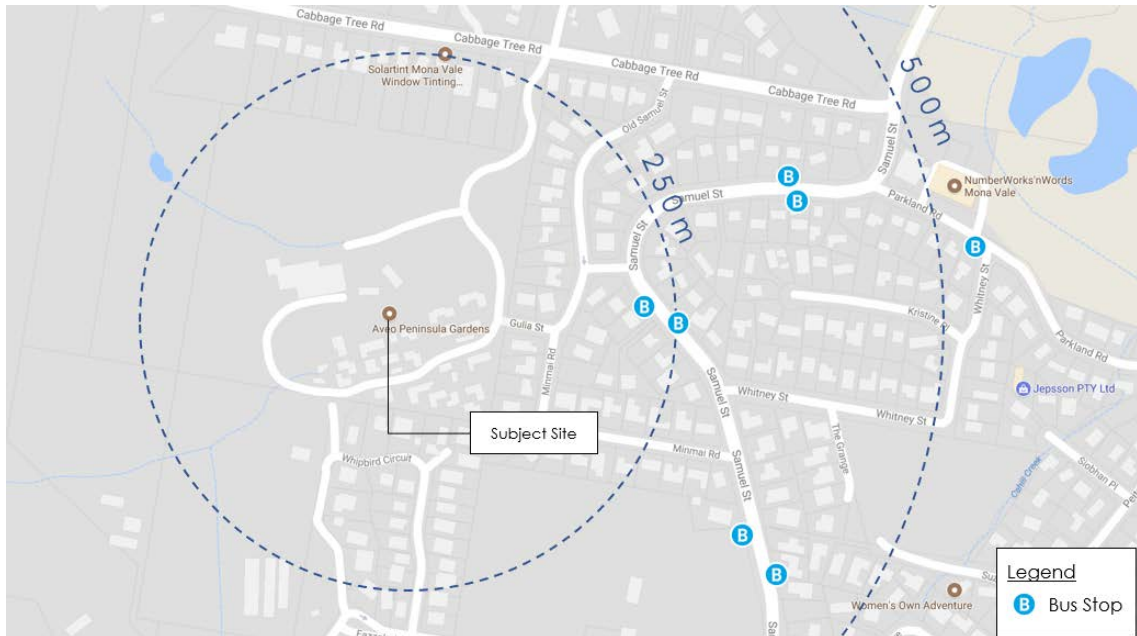 Cabbage Tree Rd
Cabbage Tree Rd
Cabbage Tree Rd
Cabbage Tree Rd
Solartint Mona Vale
Window Tinting...
500m
Old Samuel St
250m
Samuel St
Samuel St
Samuel St
B
B
NumberWorks'nWords
Mona Vale
Parkland Rd
B
Whitney St
B
B
Kristine Pl
Parkland Rd
Aveo Peninsula Gardens
Gulia St
Minmai Rd
Samuel St
Jepsson PTY Ltd
Whitney St
Whitney St
Subject Site
The Grange
Minmai Rd
Whipbird Circuit
Samuel St
Siobhan Pl
Cahill Creek
B
B
Women's Own Adventure
Legend
B Bus Stop